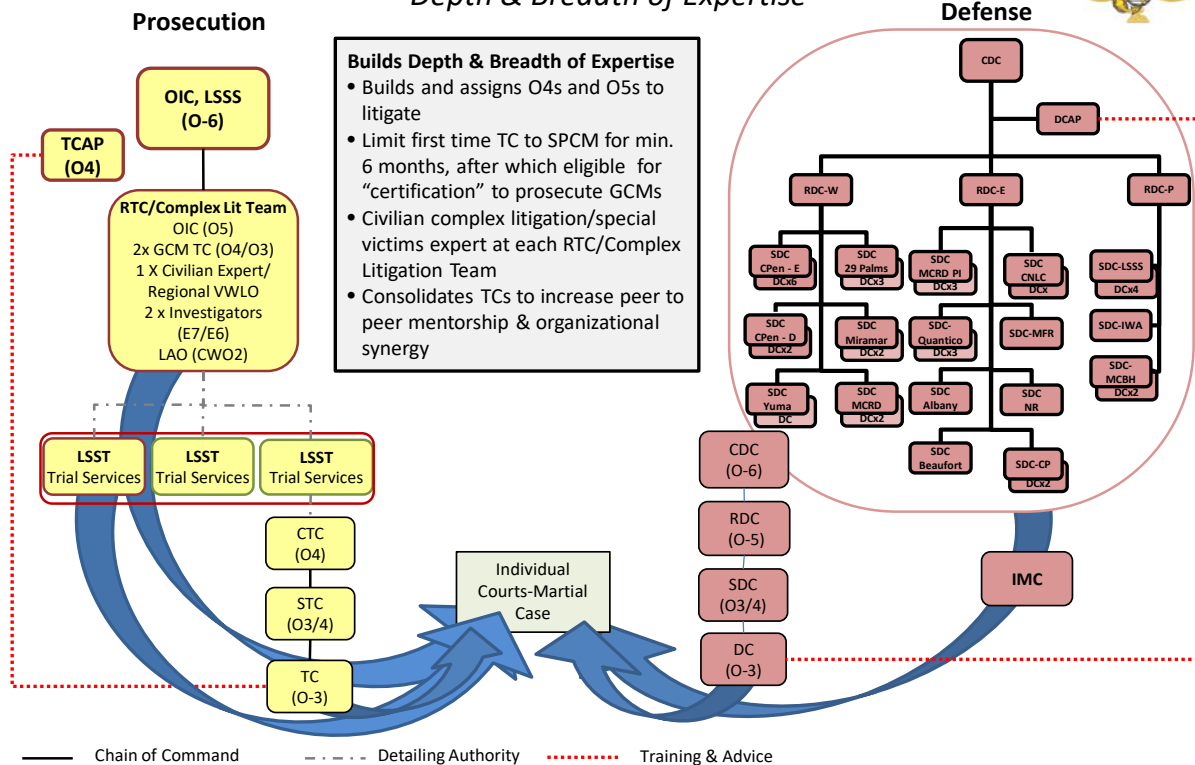 Depth & Breadth of Expertise
Prosecution
Defense
OIC, LSSS
(O-6)
TCAP
(O4)
RTC/Complex Lit Team
OIC (O5)
2x GCM TC (O4/O3)
1 X Civilian Expert/
Regional VWLO
2 x Investigators
(E7/E6)
LAO (CWO2)
LSST
Trial Services
LSST
Trial Services
LSST
Trial Services
CTC
(O4)
STC
(O3/4)
TC
(O-3)
Builds Depth & Breadth of Expertise
• Builds and assigns O4s and O5s to
litigate
• Limit first time TC to SPCM for min.
6 months, after which eligible for
“certification” to prosecute GCMs
• Civilian complex litigation/special
victims expert at each RTC/Complex
Litigation Team
• Consolidates TCs to increase peer to
peer mentorship & organizational
synergy
Individual
Courts-Martial
Case
CDC
DCAP
RDC-W
RDC-E
RDC-P
SDC
CPen - E
DCx6
SDC
29 Palms
DCx3
SDC
MCRD PI
DCx3
SDC
CNLC
DCx
SDC-LSSS
DCx4
SDC
CPen - D
DCx2
SDC
Miramar
DCx2
SDC-
Quantico
DCx3
SDC-MFR
SDC-IWA
SDC
Yuma
DC
SDC
MCRD
DCx2
SDC
Albany
SDC
NR
SDC-
MCBH
DCx2
SDC
Beaufort
SDC-CP
DCx2
CDC
(O-6)
RDC
(O-5)
SDC
(O3/4)
DC
(O-3)
IMC
Chain of Command
Detailing Authority
Training & Advice